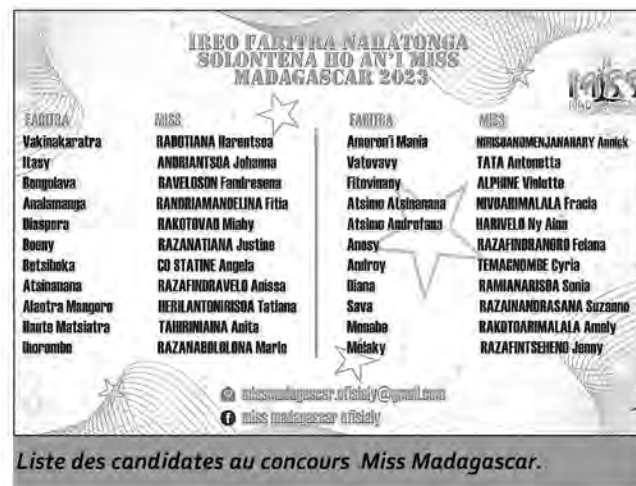 IREO FARITRA NAHATONGA
SOLONTENA HO AN'I MISS
MADAGASCAR 2023
MISS
FARITRA MISS
Vakinakaratra RADOTIANA Harentsoa
Itasy ANDRIANTSOA Johanna
Bongolava RAVELOSON Fandresena
Analamanga RANDRIAMANDELINA Fitia
Diaspora RAKOTOVAO Miahy
Boeny RAZANATIANA Justine
Betsiboka CO STATINE Angela
Atsinanana RAZAFINDRAVELO Anissa
Alaotra Mangoro HERILANTONIRISOA Tatiana
Haute Matsiatra TAHIRINIAINA Anita
Ihorombe RAZANABOLOLONA Marie
FARITRA MISS
Amoron'i Mania NIRISOANOMENJANAHARY Annick
Vatovavy TATA Antonetta
Fitovinany ALPHINE Violette
Atsimo Atsinanana NIVOARIMALALA Fracia
Atsimo Andrefana HARIVELO Ny Aina
Anosy RAZAFINDRANORO Felana
Androy TEMAGNOMBE Cyria
Diana RAMIANARISOA Sonia
Sava RAZAINANDRASANA Suzanne
Menabe RAKOTOARIMALALA Amely
Melaky RAZAFINTSEHENO Jenny
missmadagascar.ofisialy@gmail.com
miss madagascar ofisialy
Liste des candidates au concours Miss Madagascar.